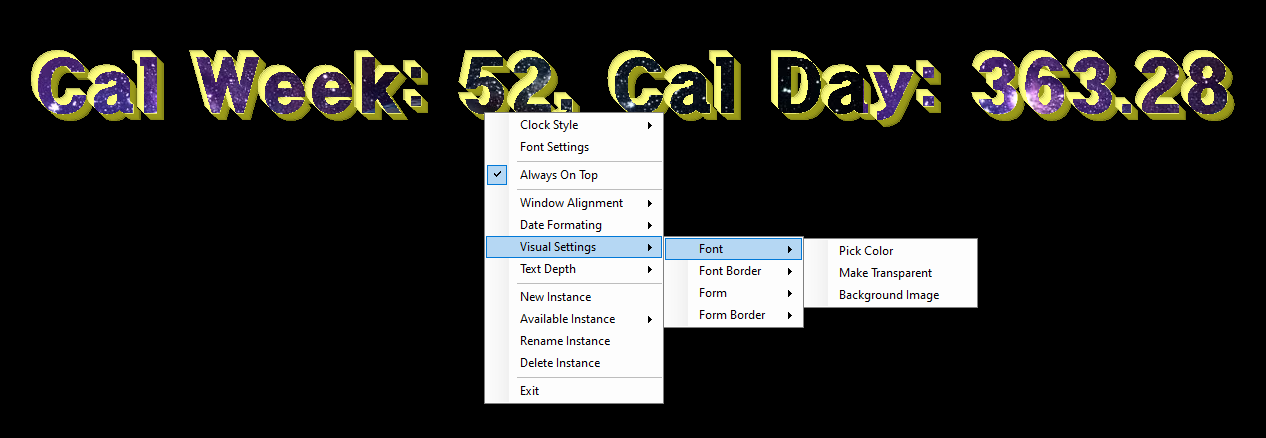 Cal Week: 52, Cal Day: 363.28
Clock Style
Font Settings
Always On Top
Window Alignment
Date Formating
Visual Settings
Text Depth
New Instance
Available Instance
Rename Instance
Delete Instance
Exit
Font
Font Border
Form
Form Border
Pick Color
Make Transparent
Background Image